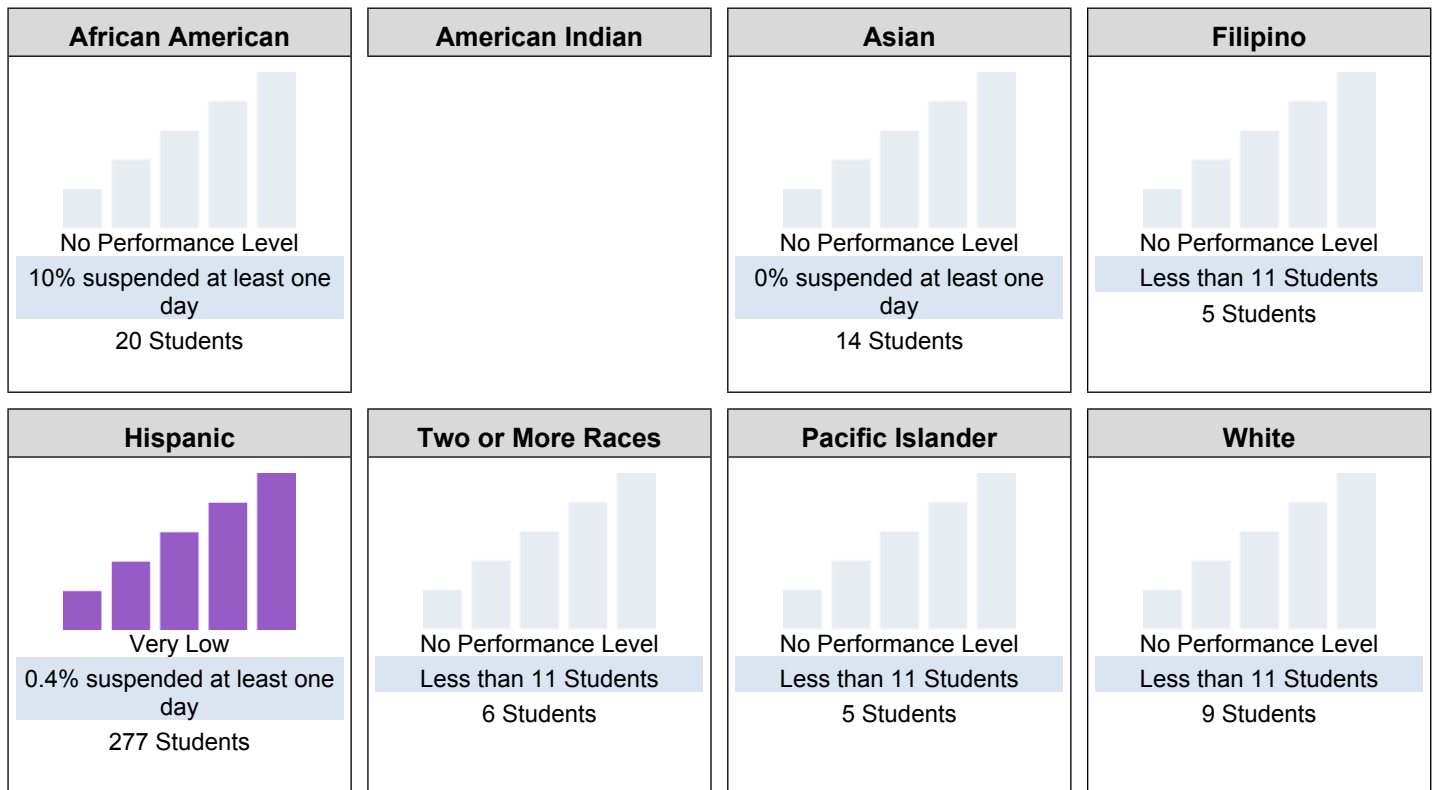 African American
No Performance Level
10% suspended at least one
day
20 Students
American Indian
Asian
No Performance Level
0% suspended at least one
day
14 Students
Filipino
No Performance Level
Less than 11 Students
5 Students
Hispanic
Very Low
0.4% suspended at least one
day
277 Students
Two or More Races
No Performance Level
Less than 11 Students
6 Students
Pacific Islander
No Performance Level
Less than 11 Students
5 Students
White
No Performance Level
Less than 11 Students
9 Students